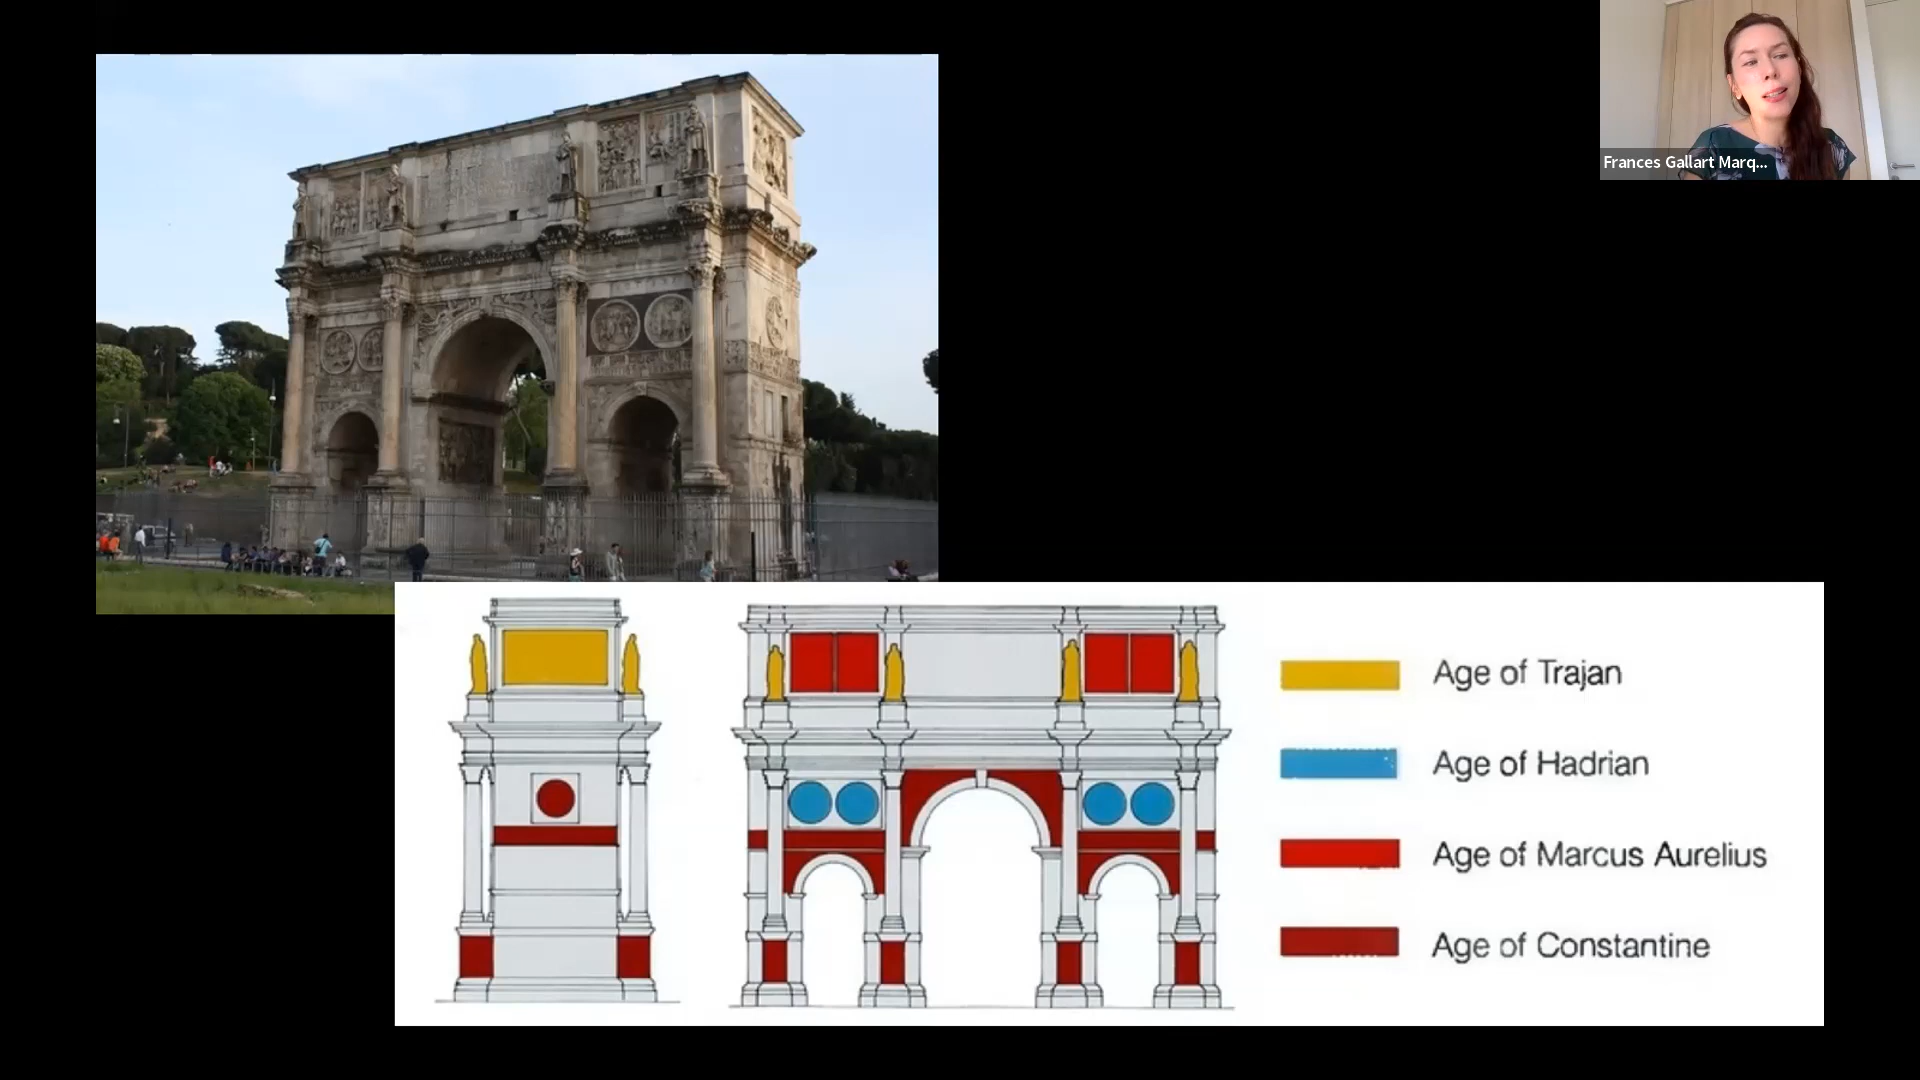 Frances Gallart Marq...
Age of Trajan
Age of Hadrian
Age of Marcus Aurelius
Age of Constantine